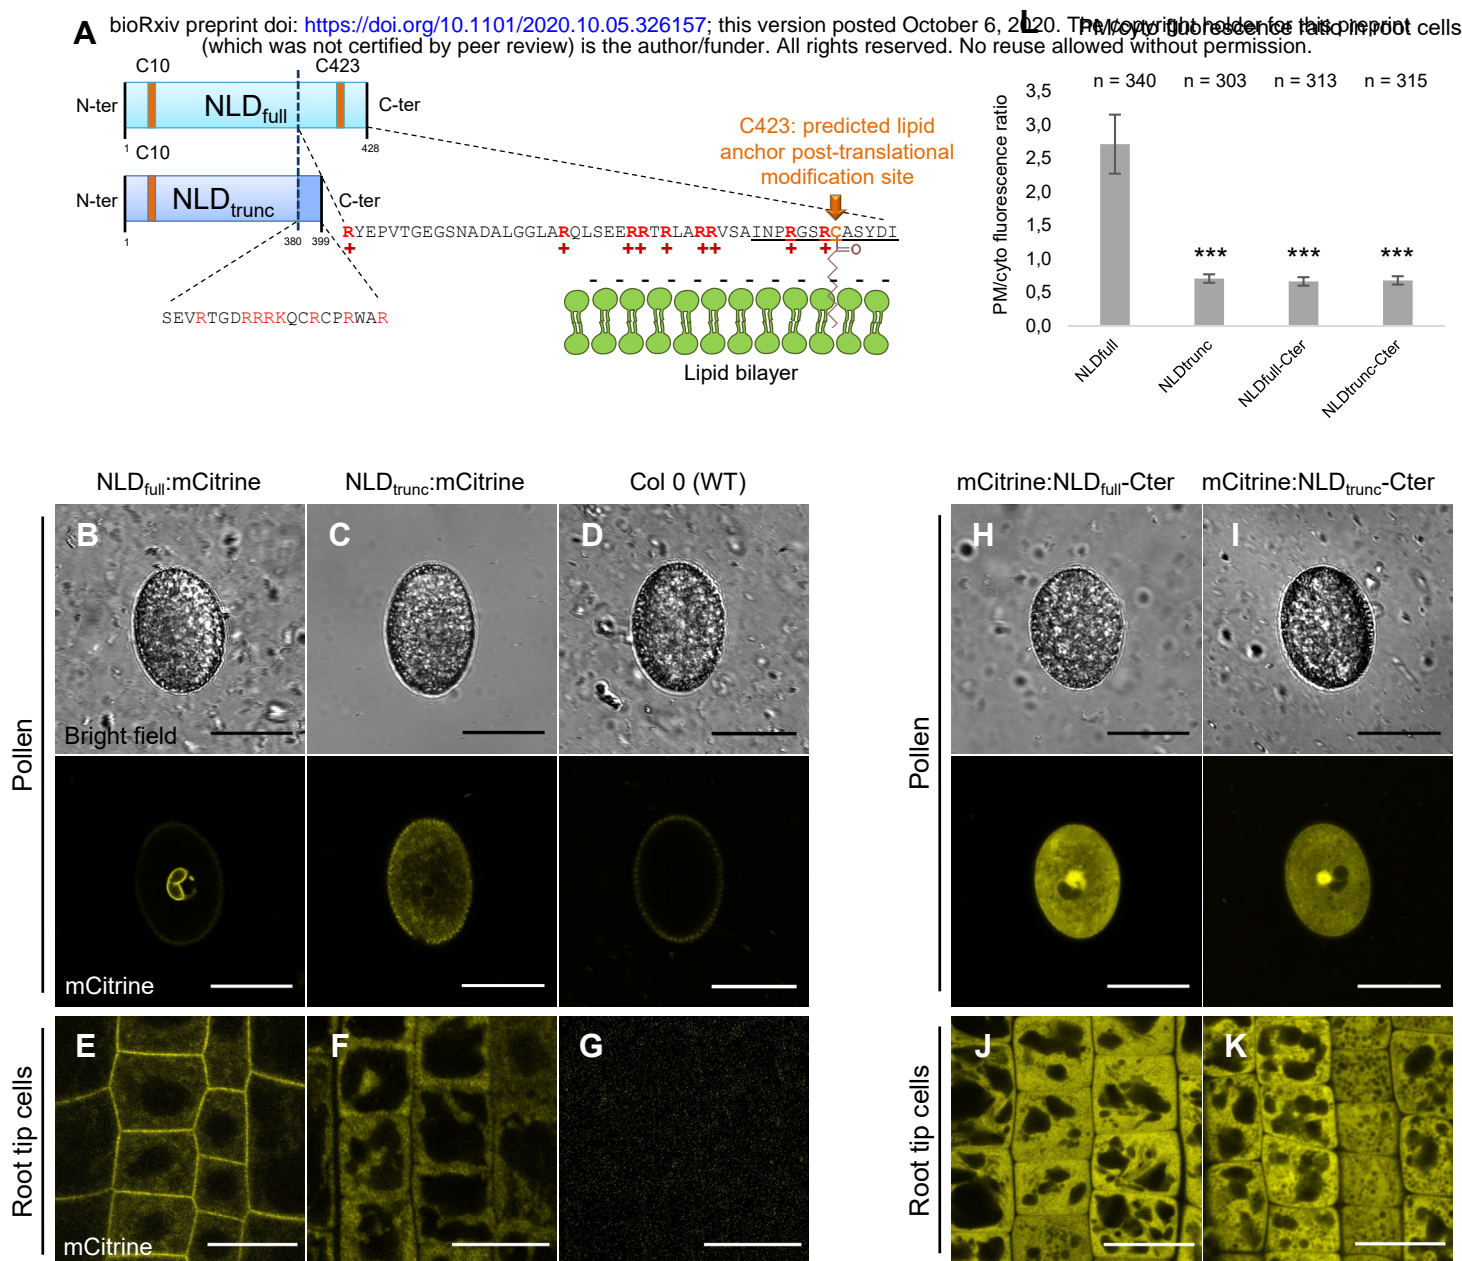 bioRxiv preprint doi: https://doi.org/10.1101/2020.10.05.326157; this version posted October 6, 2020. The copyright holder for this preprint
(which was not certified by peer review) is the author/funder. All rights reserved. No reuse allowed without permission.
A
C10
C423
N-ter
NLDfull
C-ter
1
428
C10
N-ter
NLDtrunc
C-ter
1
380
399
C423: predicted lipid
anchor post-translational
modification site
RYEPVTGEGSNADALGGLARQLSEERRTRLARRVSAINPRGSRCASYDI
+ + ++ + ++ + +
O
- - - - - - - - - - - -
SEVRTGDRRRKQCRCPRWAR
Lipid bilayer
L
PM/cyto fluorescence ratio in root cells
n = 340
n = 303
n = 313
n = 315
PM/cyto fluorescence ratio
3,5
3,0
2,5
2,0
1,5
1,0
0,5
0,0
***
***
***
NLDfull
NLDtrunc
NLDfull-Cter
NLDtrunc-Cter
NLDfull:mCitrine
NLDtrunc:mCitrine
Col 0 (WT)
mCitrine:NLDfull-Cter
mCitrine:NLDtrunc-Cter
Pollen
B
C
D
Bright field
mCitrine
Pollen
H
I
Root tip cells
E
F
G
mCitrine
Root tip cells
J
K